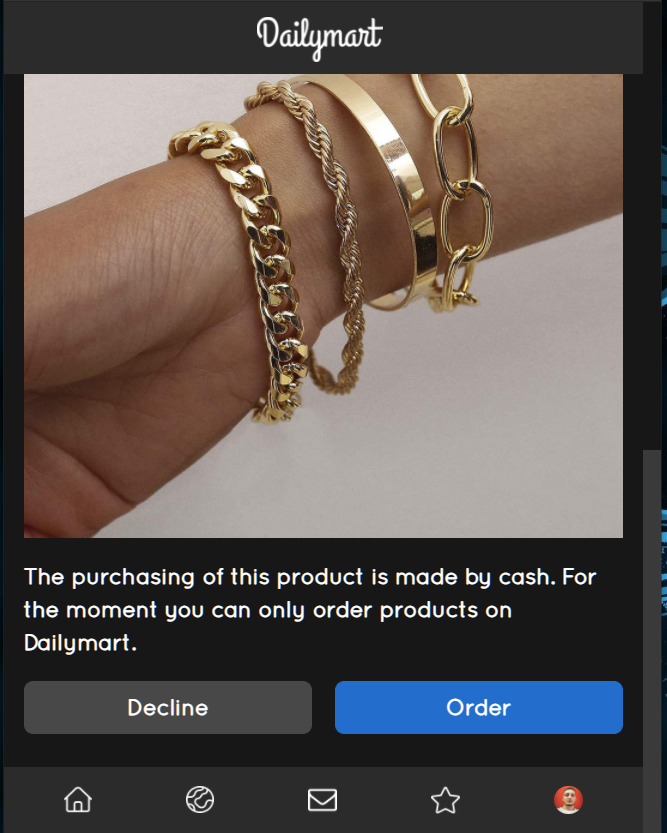 Dailymart
The purchasing of this product is made by cash. For
the moment you can only order products on
Dailymart.
Decline
Order